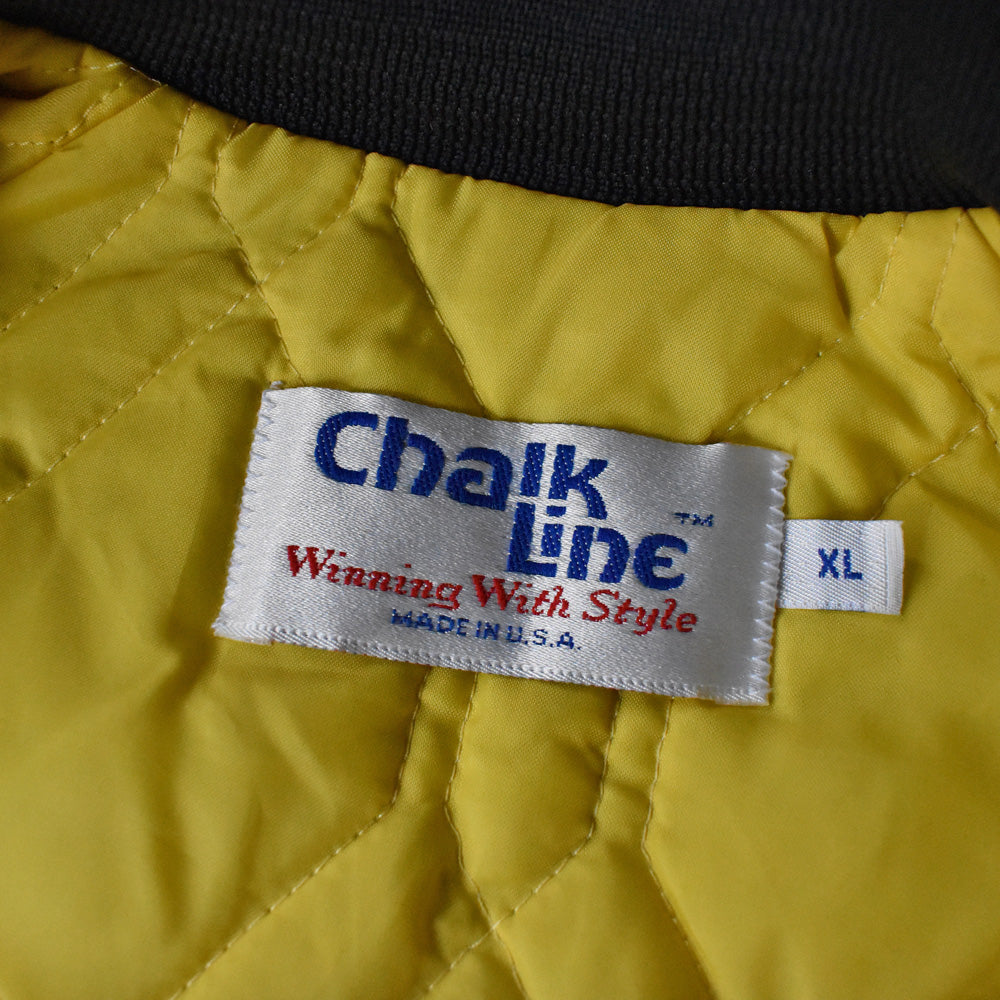 Chalk
Line™
Winning With Style
MADE IN U.S.A.
XL